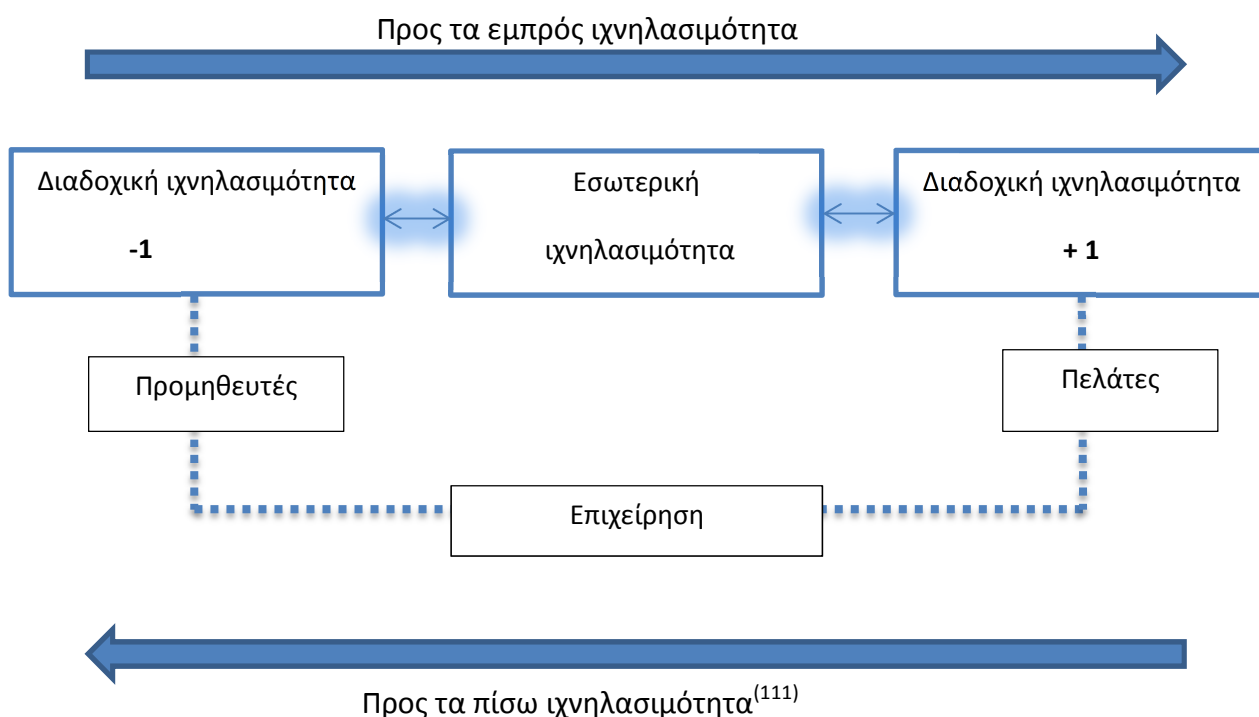 Προς τα εμπρός ιχνηλασιμότητα
Διαδοχική ιχνηλασιμότητα
-1
Εσωτερική
ιχνηλασιμότητα
Διαδοχική ιχνηλασιμότητα
+ 1
Προμηθευτές
Πελάτες
Επιχείρηση
Προς τα πίσω ιχνηλασιμότητα(111)